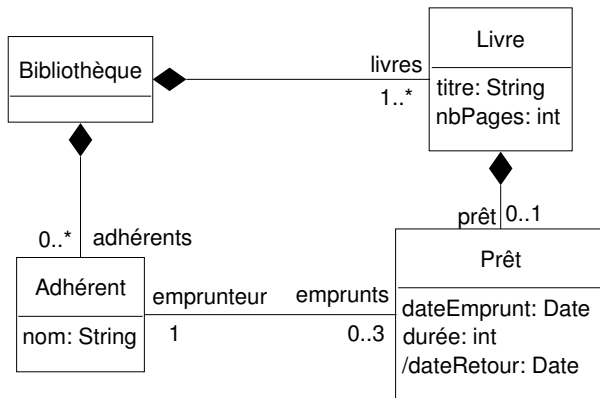 Bibliothèque
livres
1..*
Livre
titre: String
nbPages: int
0..*
adhérents
prêt
0..1
Adhérent
nom: String
emprunteur
1
emprunts
0..3
Prêt
dateEmprunt: Date
durée: int
/dateRetour: Date